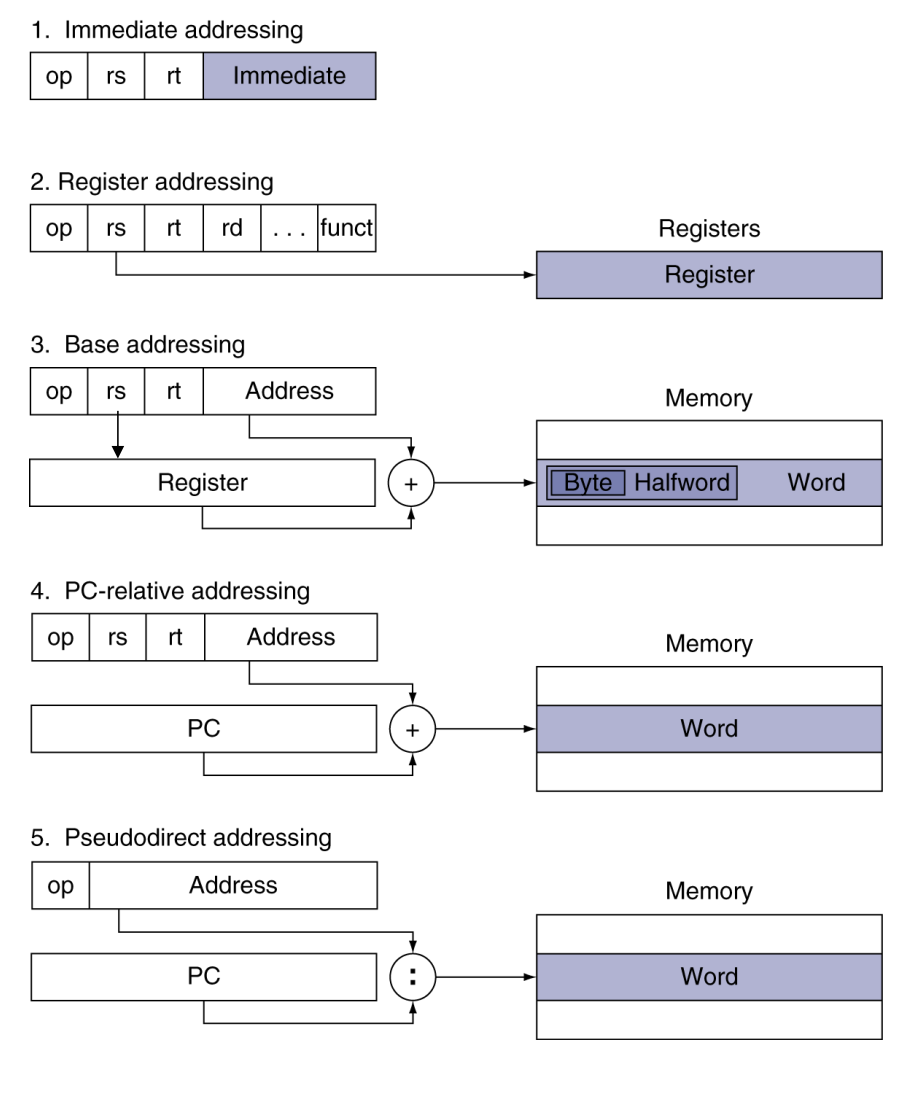 1. Immediate addressing
op rs rt Immediate
2. Register addressing
op rs rt rd . . . funct
Registers
Register
3. Base addressing
op rs rt Address
Memory
Register + Byte Halfword Word
4. PC-relative addressing
op rs rt Address
Memory
PC + Word
5. Pseudodirect addressing
op Address
Memory
PC : Word